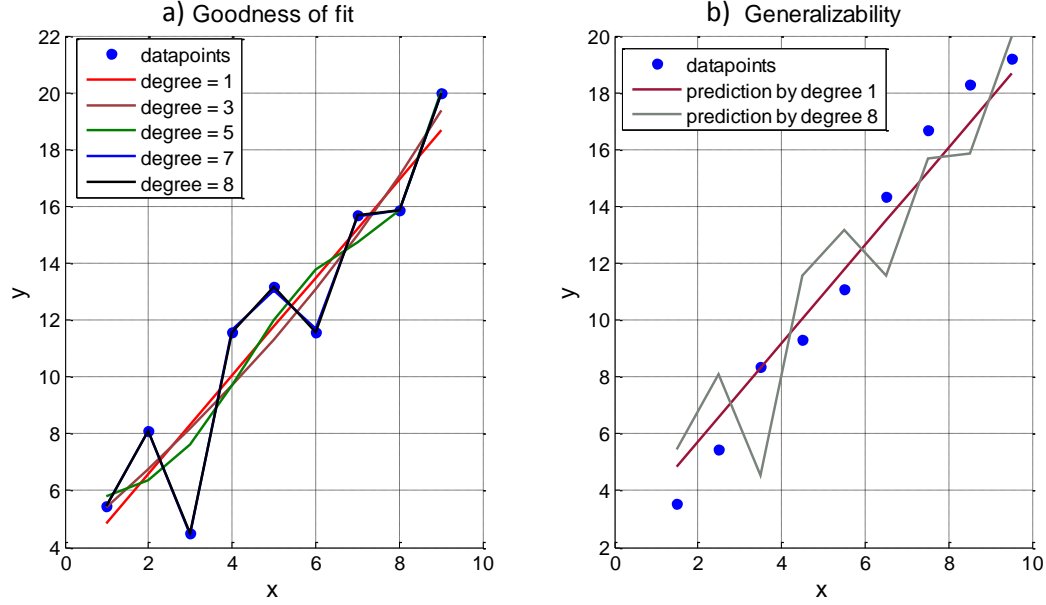 a) Goodness of fit
22
20
18
16
14
12
10
8
6
4
0
2
4
6
8
10
y
x
datapoints
degree = 1
degree = 3
degree = 5
degree = 7
degree = 8
b) Generalizability
20
18
16
14
12
10
8
6
4
2
0
2
4
6
8
10
y
x
datapoints
prediction by degree 1
prediction by degree 8